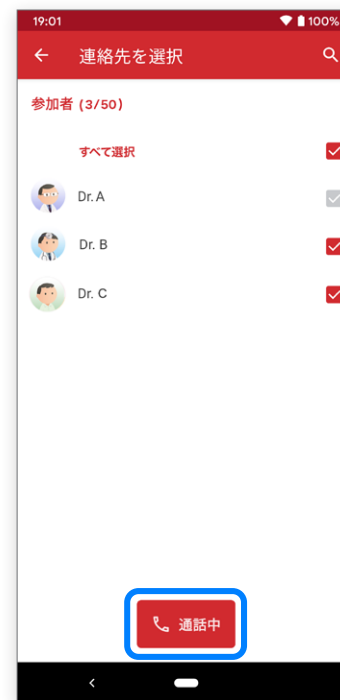 19:01 100%
連絡先を選択
参加者 (3/50)
すべて選択
Dr. A
Dr. B
Dr. C
通話中